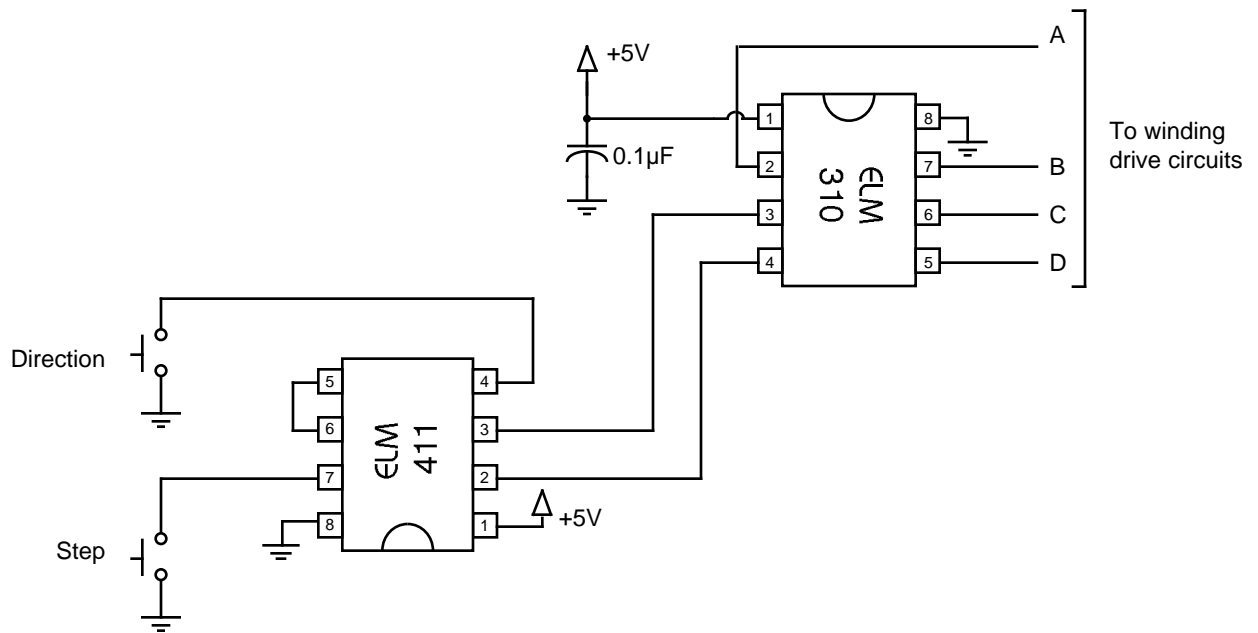 A
+5V
1
8
To winding
drive circuits
0.1µF
2
7
B
ELM
310
3
6
C
4
5
D
Direction
5
4
6
3
ELM
411
7
2
+5V
8
1
Step